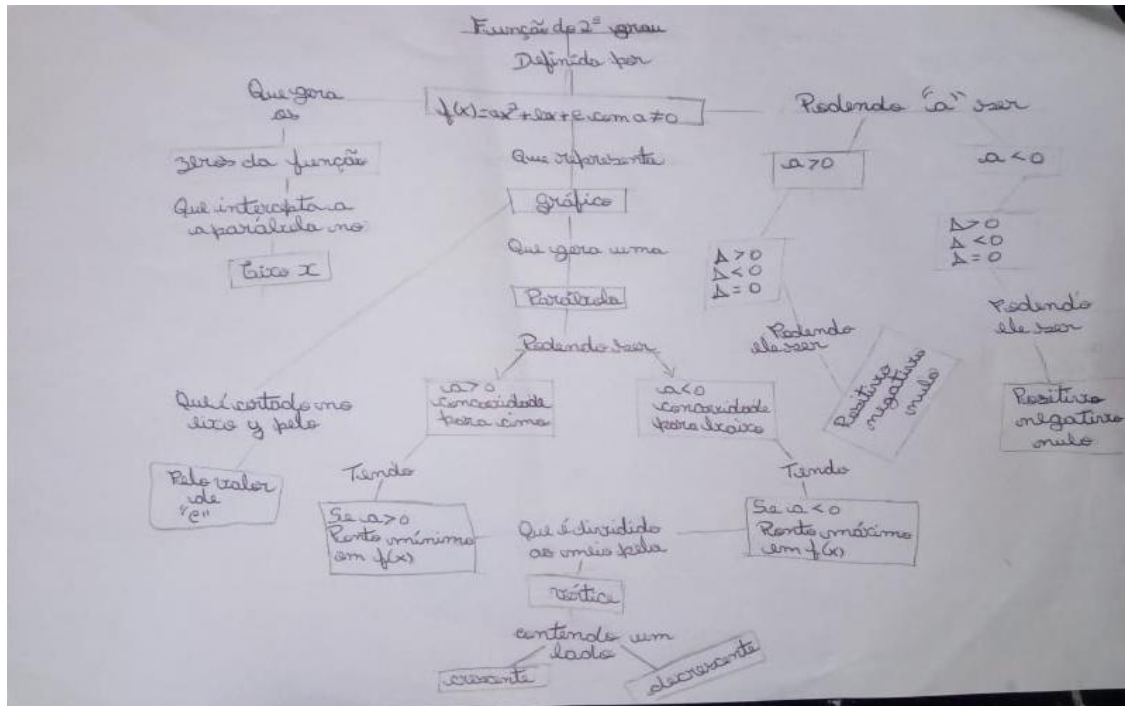 Função do 2º grau
Definida por
f(x)=ax²+bx+c com a≠0
Que gera
os
zeros da função
Que intercepta a
a parábola no
Eixo x
Que representa
gráfico
Que gera uma
Parábola
Podendo ser
a>0
concavidade
para cima
a<0
concavidade
para baixo
Que é cortado no
eixo y pelo
Pelo valor
de
"c"
Tendo
Se a>0
Ponto mínimo
em f(x)
Tendo
Se a<0
Ponto máximo
em f(x)
Que é dividido
ao meio pela
vértice
contendo um
lado
crescente
decrescente
Podendo "a" ser
a>0
Δ>0
Δ<0
Δ=0
Podendo
ele ser
Positivo
negativo
nulo
a<0
Δ>0
Δ<0
Δ=0
Podendo
ele ser
Positivo
negativo
nulo